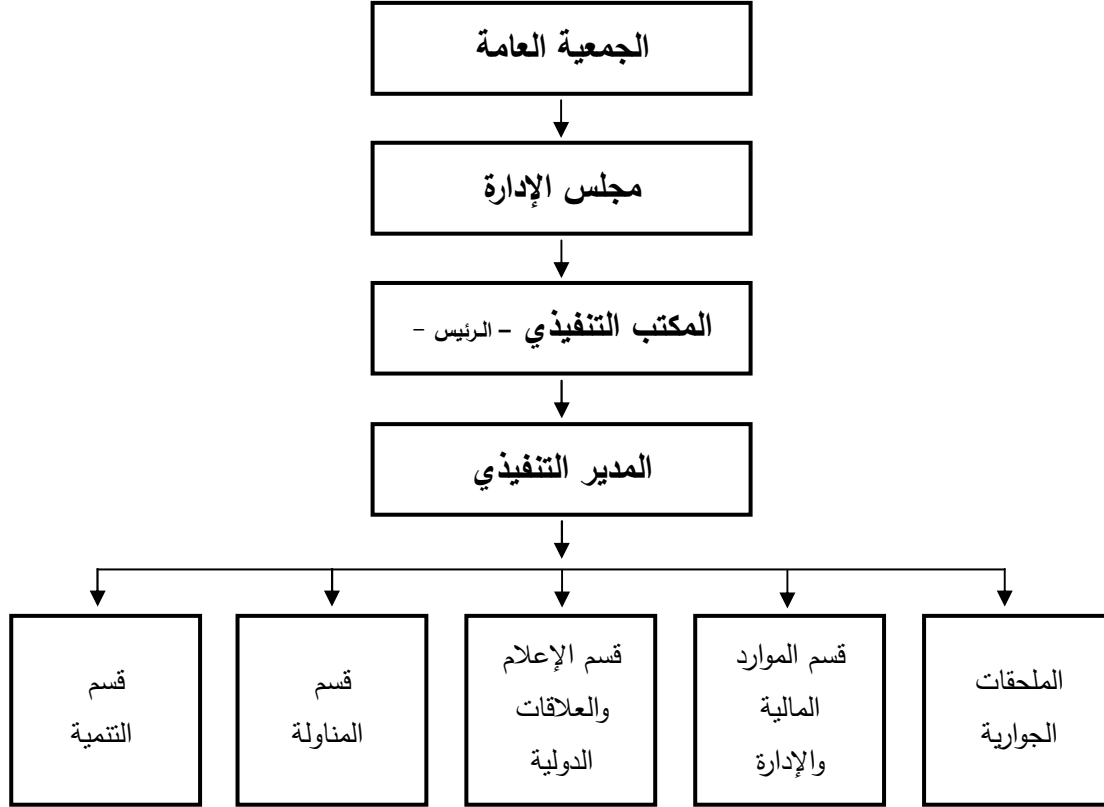 الجمعية العامة
مجلس الإدارة
المكتب التنفيذي – الرئيس –
المدير التنفيذي
الملحقات
الجوارية
قسم الموارد
المالية
والإدارة
قسم الإعلام
والعلاقات
الدولية
قسم
المناولة
قسم
التنمية